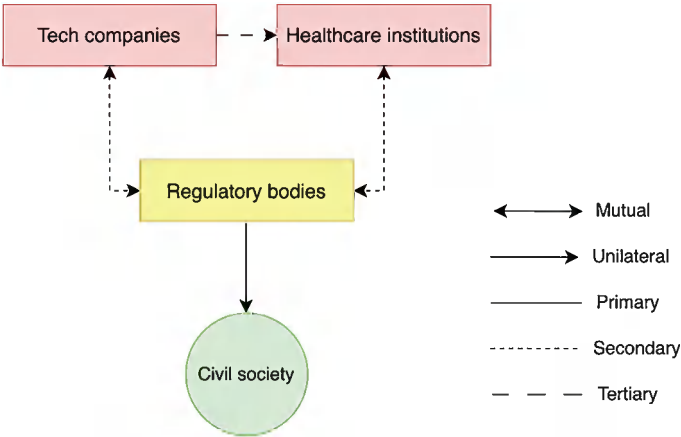 Tech companies
Healthcare institutions
Regulatory bodies
Civil society
Mutual
Unilateral
Primary
Secondary
Tertiary